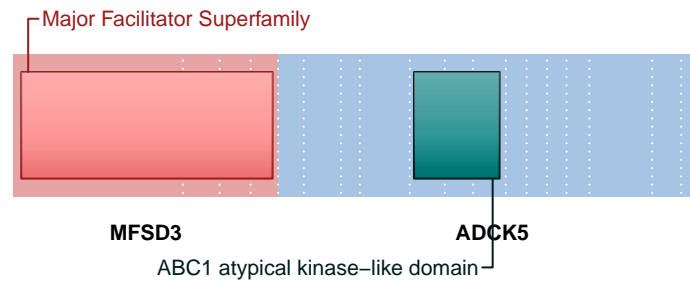 Major Facilitator Superfamily
MFSD3 ADCK5
ABC1 atypical kinase−like domain